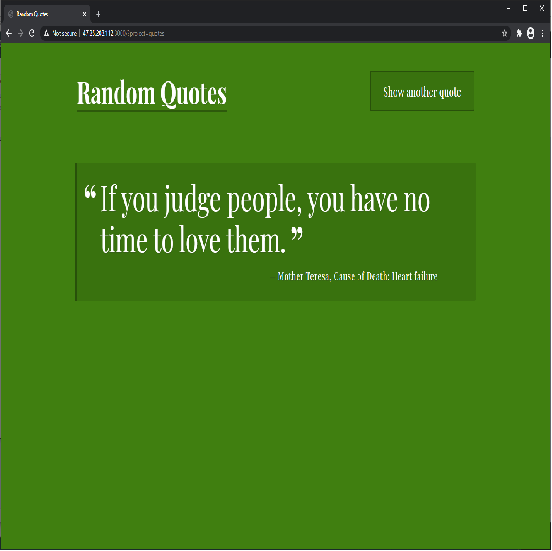 Random Quotes
Not secure
Random Quotes
Show another quote
“ If you judge people, you have no
time to love them. ”
Mother Teresa, Cause of Death: Heart failure